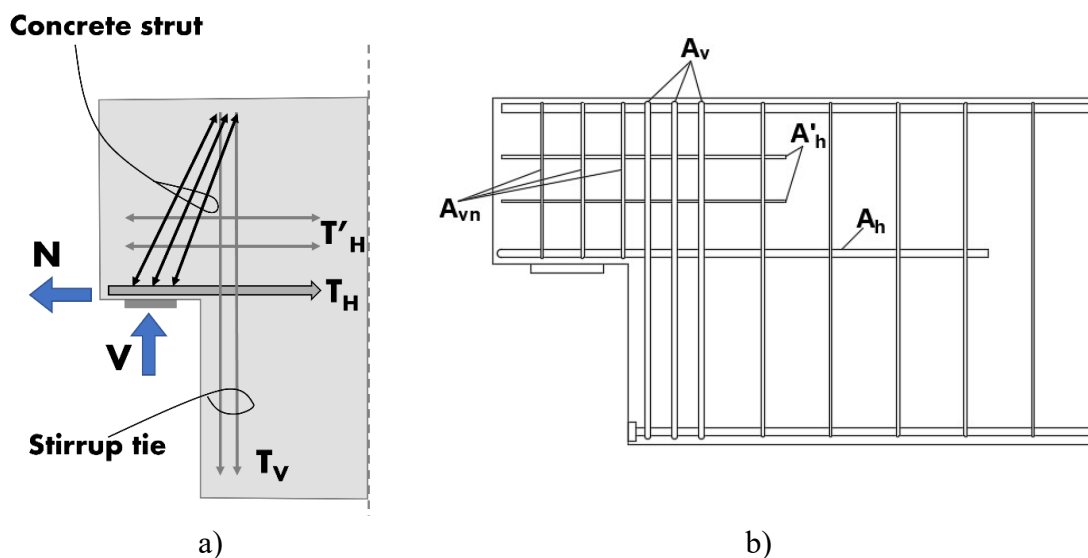 Concrete strut
N
V
T'H
TH
Stirrup tie
TV
a)
Av
A'h
Avn
Ah
b)